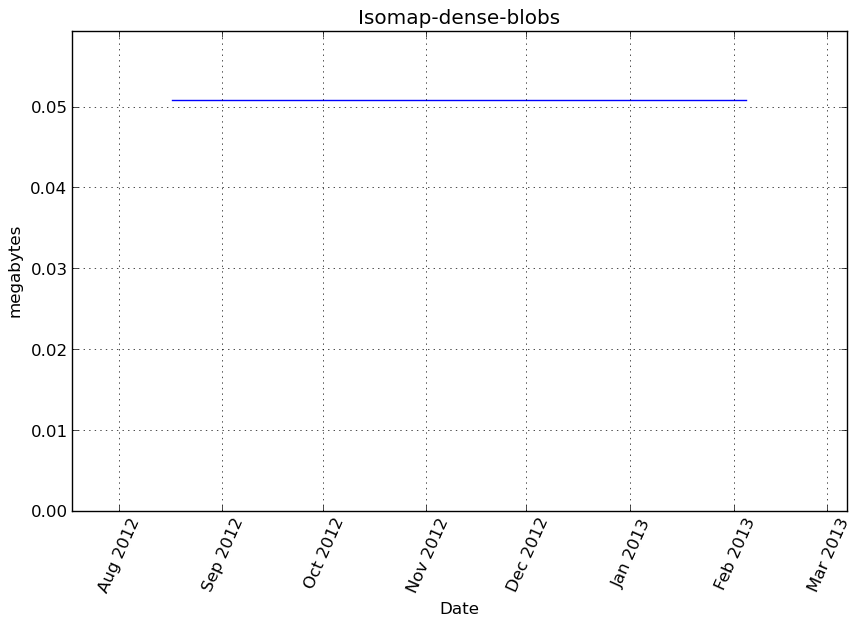 Isomap-dense-blobs
megabytes
0.05
0.04
0.03
0.02
0.01
0.00
Aug 2012
Sep 2012
Oct 2012
Nov 2012
Dec 2012
Jan 2013
Feb 2013
Mar 2013
Date